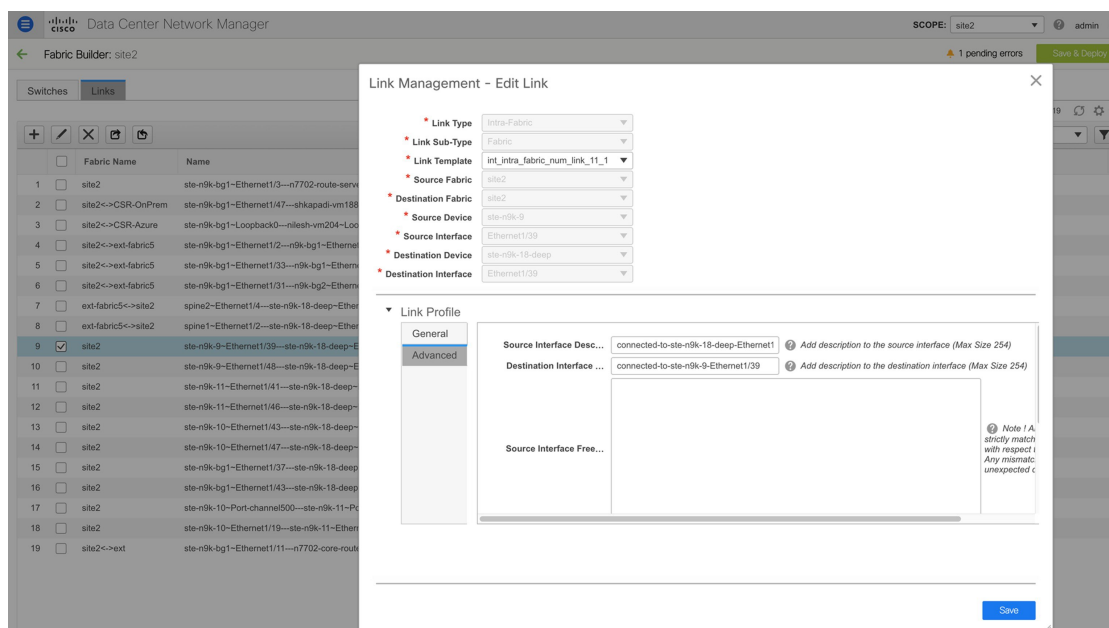 cisco Data Center Network Manager SCOPE: site2 admin
Fabric Builder: site2 1 pending errors Save & Deploy
Switches Links
19
Fabric Name Name
1 site2 ste-n9k-bg1~Ethernet1/3---n7702-route-serve
2 site2<->CSR-OnPrem ste-n9k-bg1~Ethernet1/47---shkapadi-vm188
3 site2<->CSR-Azure ste-n9k-bg1~Loopback0---nilesh-vm204~Loo
4 site2<->ext-fabric5 ste-n9k-bg1~Ethernet1/2---n9k-bg1~Ethernet
5 site2<->ext-fabric5 ste-n9k-bg1~Ethernet1/33---n9k-bg1~Ethern
6 site2<->ext-fabric5 ste-n9k-bg1~Ethernet1/31---n9k-bg2~Ethern
7 ext-fabric5<->site2 spine2~Ethernet1/4---ste-n9k-18-deep~Ether
8 ext-fabric5<->site2 spine1~Ethernet1/2---ste-n9k-18-deep~Ether
9 site2 ste-n9k-9~Ethernet1/39---ste-n9k-18-deep~E
10 site2 ste-n9k-9~Ethernet1/48---ste-n9k-18-deep~E
11 site2 ste-n9k-11~Ethernet1/41---ste-n9k-18-deep~
12 site2 ste-n9k-11~Ethernet1/46---ste-n9k-18-deep~
13 site2 ste-n9k-10~Ethernet1/43---ste-n9k-18-deep~
14 site2 ste-n9k-10~Ethernet1/47---ste-n9k-18-deep~
15 site2 ste-n9k-bg1~Ethernet1/37---ste-n9k-18-deep
16 site2 ste-n9k-bg1~Ethernet1/43---ste-n9k-18-deep
17 site2 ste-n9k-10~Port-channel500---ste-n9k-11~Po
18 site2 ste-n9k-10~Ethernet1/19---ste-n9k-11~Ethern
19 site2<->ext ste-n9k-bg1~Ethernet1/11---n7702-core-route
Link Management - Edit Link
* Link Type Intra-Fabric
* Link Sub-Type Fabric
* Link Template int_intra_fabric_num_link_11_1
* Source Fabric site2
* Destination Fabric site2
* Source Device ste-n9k-9
* Source Interface Ethernet1/39
* Destination Device ste-n9k-18-deep
* Destination Interface Ethernet1/39
Link Profile
General
Advanced
Source Interface Desc... connected-to-ste-n9k-18-deep-Ethernet1 Add description to the source interface (Max Size 254)
Destination Interface ... connected-to-ste-n9k-9-Ethernet1/39 Add description to the destination interface (Max Size 254)
Source Interface Free...
Note ! A
strictly match
with respect t
Any mismatc
unexpected c
Save